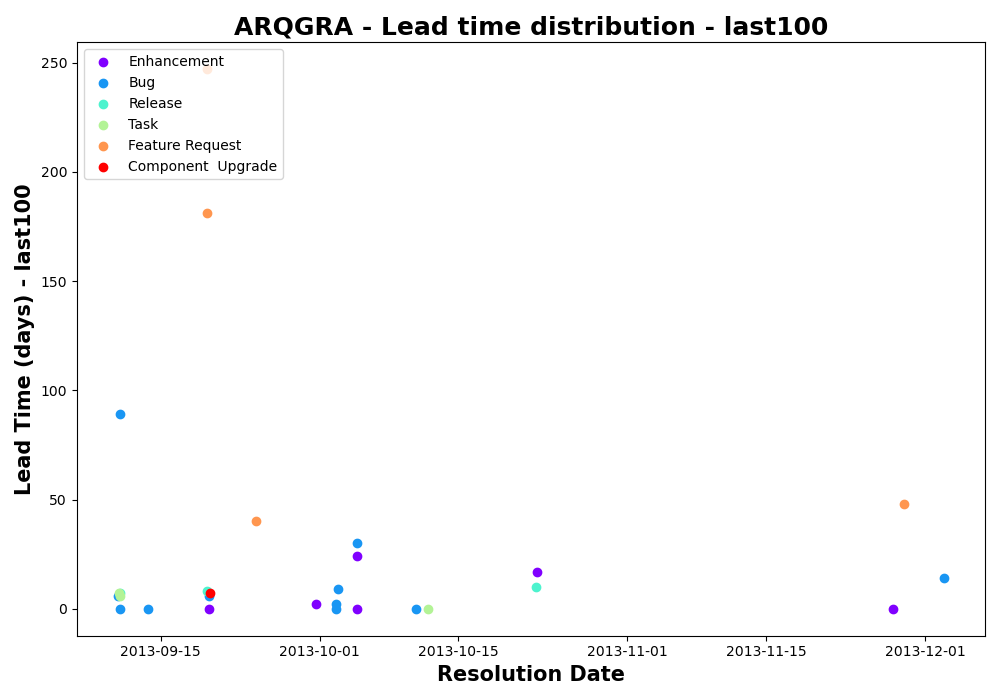 ARQGRA - Lead time distribution - last100
Lead Time (days) - last100
250
200
150
100
50
0
Enhancement
Bug
Release
Task
Feature Request
Component  Upgrade
2013-09-15
2013-10-01
2013-10-15
2013-11-01
2013-11-15
2013-12-01
Resolution Date